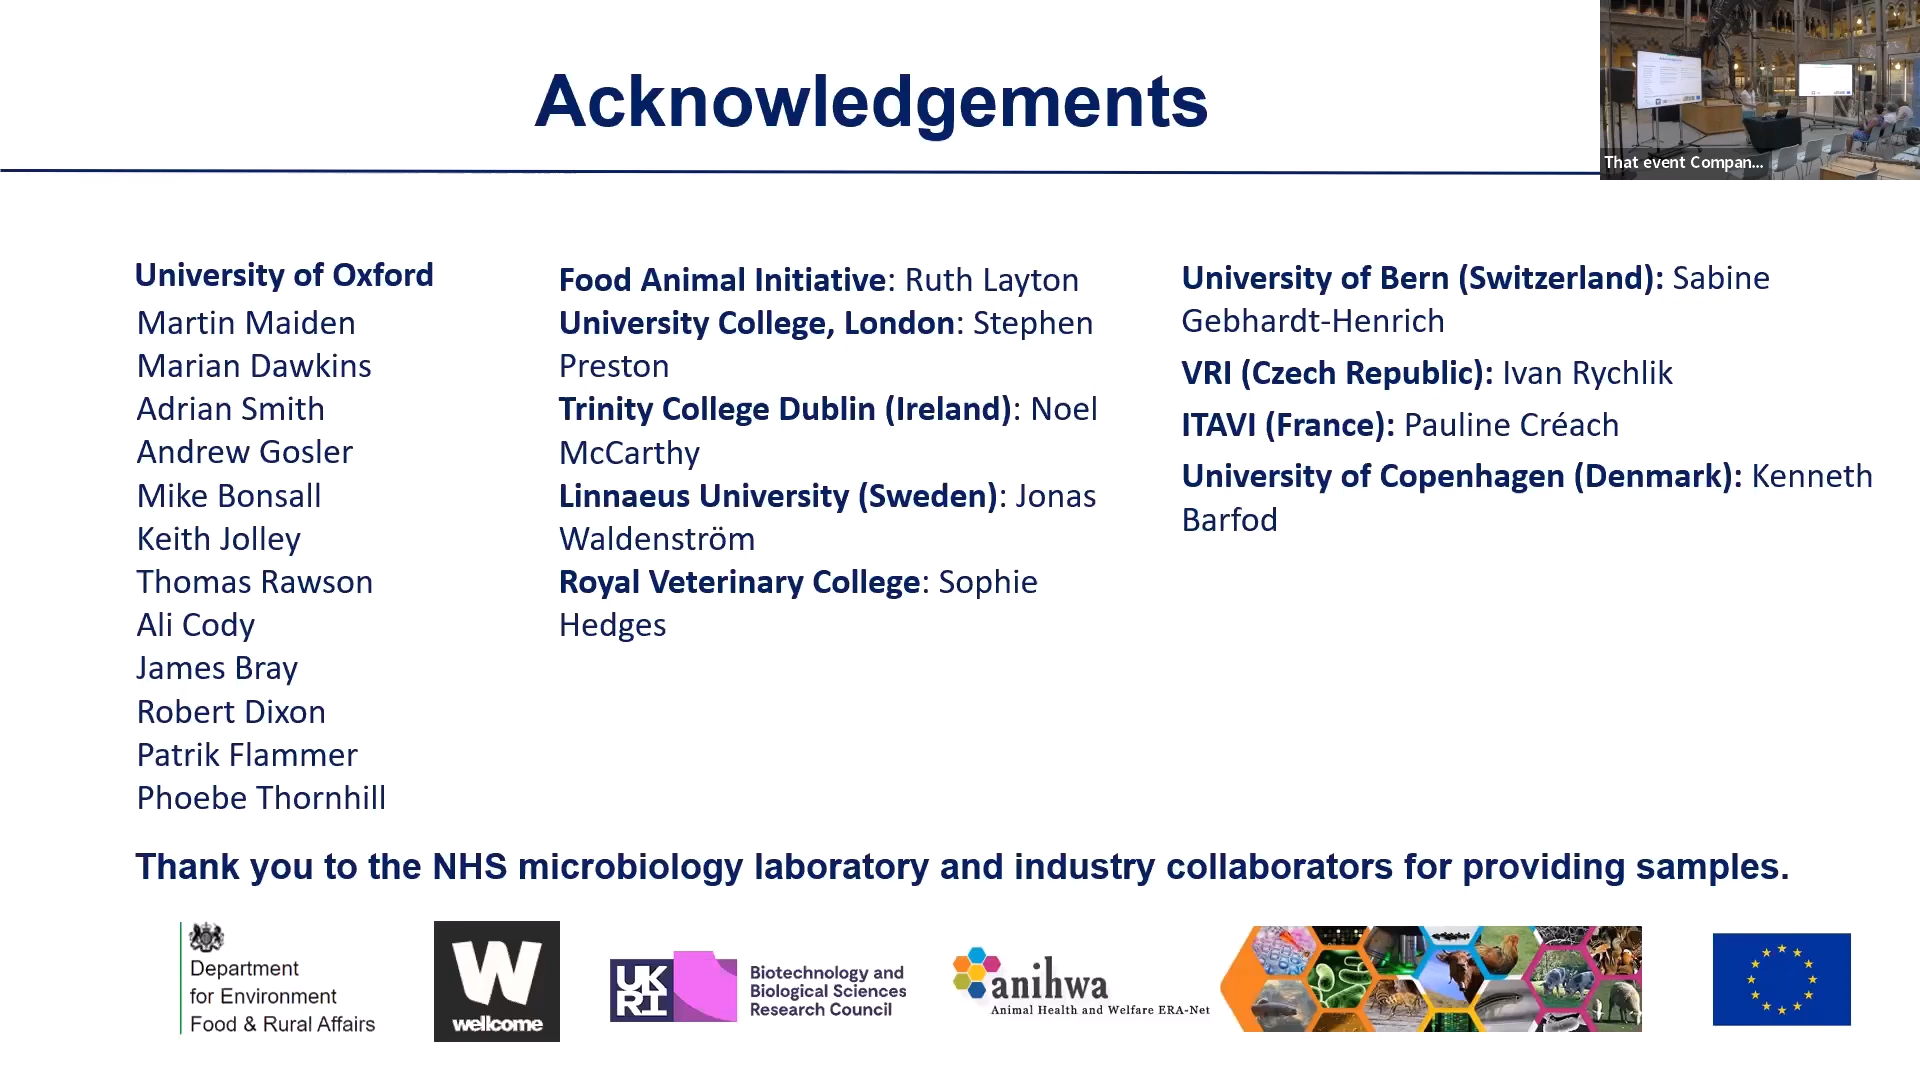 Acknowledgements
That event Compan...
University of Oxford
Martin Maiden
Marian Dawkins
Adrian Smith
Andrew Gosler
Mike Bonsall
Keith Jolley
Thomas Rawson
Ali Cody
James Bray
Robert Dixon
Patrik Flammer
Phoebe Thornhill
Food Animal Initiative: Ruth Layton
University College, London: Stephen
Preston
Trinity College Dublin (Ireland): Noel
McCarthy
Linnaeus University (Sweden): Jonas
Waldenström
Royal Veterinary College: Sophie
Hedges
University of Bern (Switzerland): Sabine
Gebhardt-Henrich
VRI (Czech Republic): Ivan Rychlik
ITAVI (France): Pauline Créach
University of Copenhagen (Denmark): Kenneth
Barfod
Thank you to the NHS microbiology laboratory and industry collaborators for providing samples.
Department
for Environment
Food & Rural Affairs
W
wellcome
UK
RI
Biotechnology and
Biological Sciences
Research Council
anihwa
Animal Health and Welfare ERA-Net